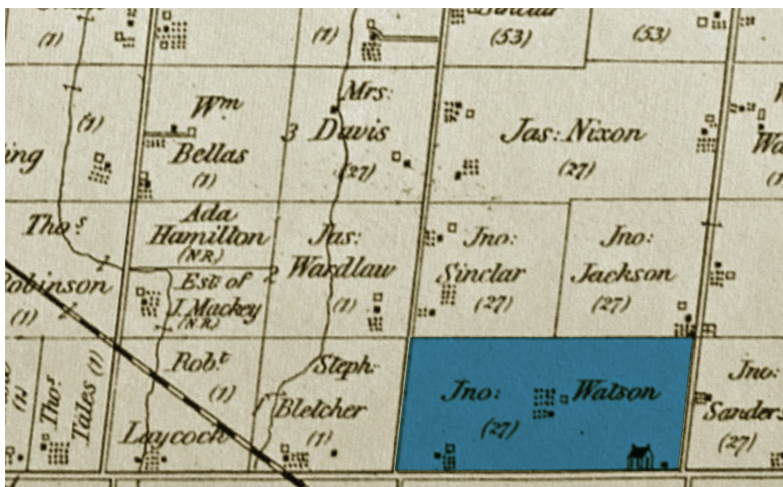 Sinclar
(1)
(1)
(53)
(53)
(1)
Wm
Bellas
(1)
3
Mrs:
Davis
(27)
Jas: Nixon
(27)
Thos
Robinson
(1)
Ada
Hamilton
(N.R.)
Est: of
J. Mackey
(N.R.)
2
Jas:
Wardlaw
(1)
Jno:
Sinclar
(27)
Jno:
Jackson
(27)
Thos
Tales (1)
Robt
(1)
Laycock
Steph:
Bletcher
(1)
Jno: Watson
(27)
Jno:
Sanders
(27)